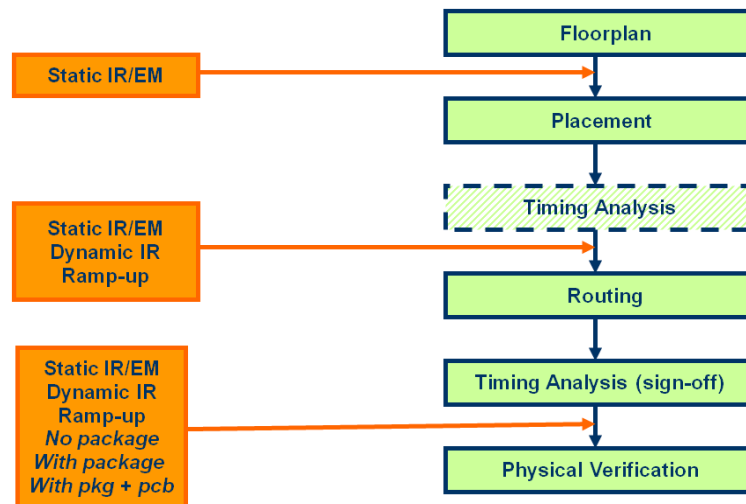 Floorplan
Static IR/EM
Placement
Timing Analysis
Static IR/EM
Dynamic IR
Ramp-up
Routing
Static IR/EM
Dynamic IR
Ramp-up
No package
With package
With pkg + pcb
Timing Analysis (sign-off)
Physical Verification